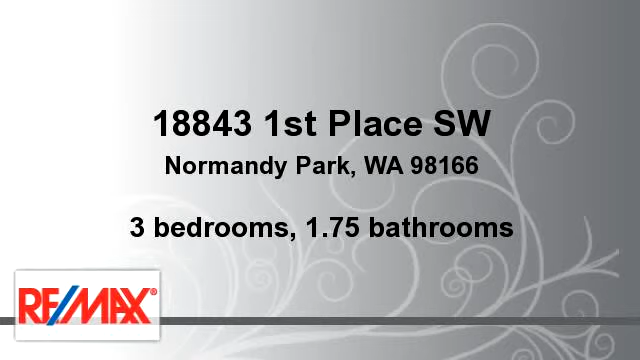 18843 1st Place SW
Normandy Park, WA 98166
3 bedrooms, 1.75 bathrooms
RE/MAX®